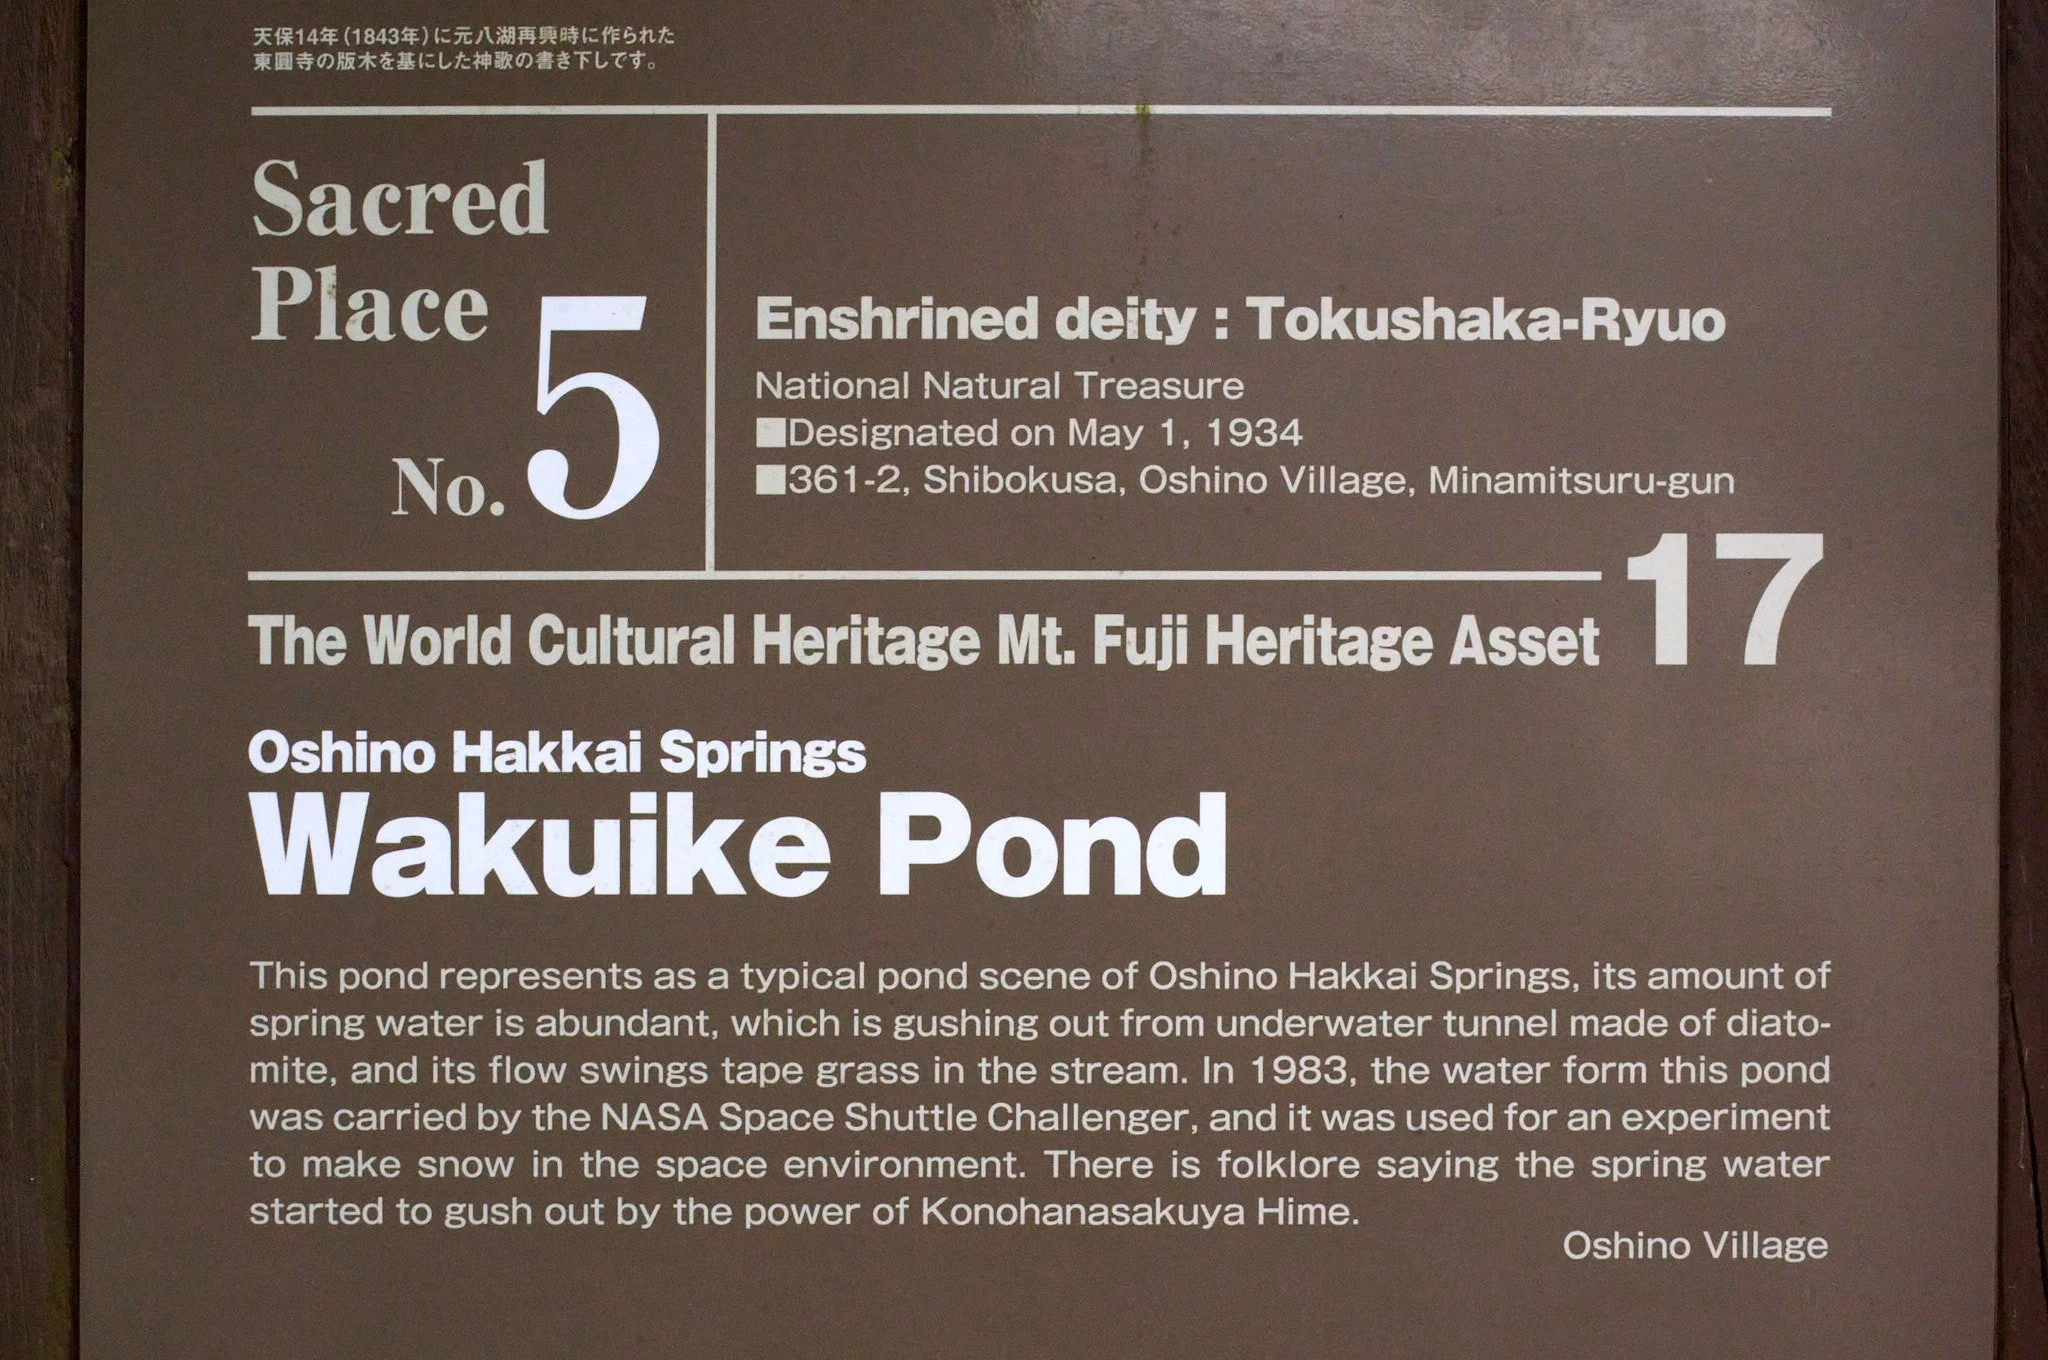 天保14年(1843年)に元八湖再興時に作られた
東圓寺の版木を基にした神歌の書き下しです。
Sacred
Place
No. 5
Enshrined deity : Tokushaka-Ryuo
National Natural Treasure
■Designated on May 1, 1934
■361-2, Shibokusa, Oshino Village, Minamitsuru-gun
The World Cultural Heritage Mt. Fuji Heritage Asset 17
Oshino Hakkai Springs
Wakuike Pond
This pond represents as a typical pond scene of Oshino Hakkai Springs, its amount of
spring water is abundant, which is gushing out from underwater tunnel made of diato-
mite, and its flow swings tape grass in the stream. In 1983, the water form this pond
was carried by the NASA Space Shuttle Challenger, and it was used for an experiment
to make snow in the space environment. There is folklore saying the spring water
started to gush out by the power of Konohanasakuya Hime.
Oshino Village